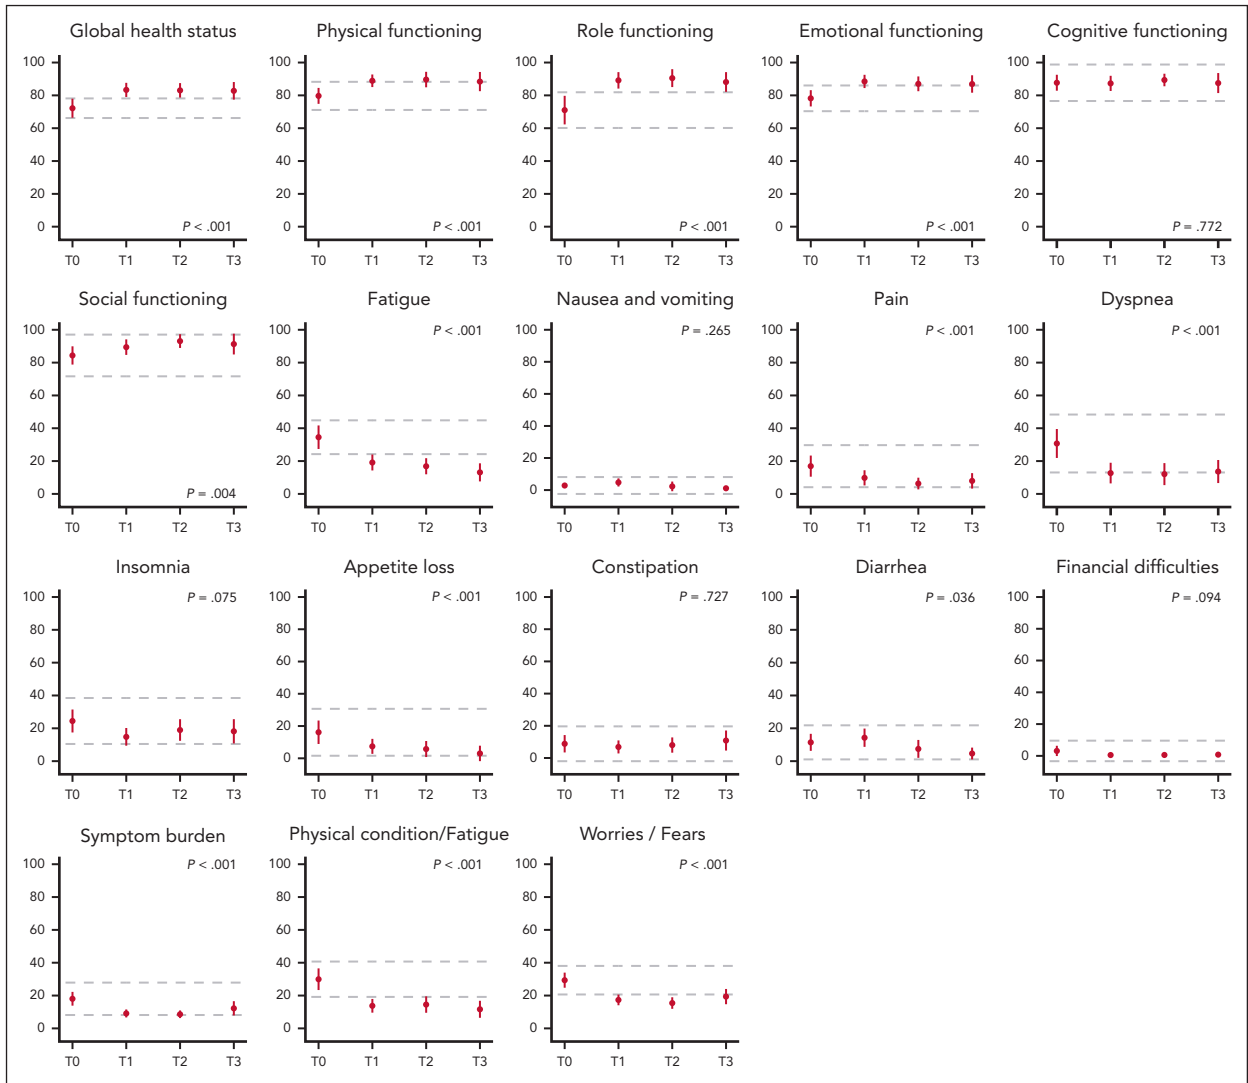 Global health status Physical functioning Role functioning Emotional functioning Cognitive functioning
100 100 100 100 100
80 80 80 80 80
60 60 60 60 60
40 40 40 40 40
20 20 20 20 20
0 P < .001 0 P < .001 0 P < .001 0 P < .001 0 P = .772
T0 T1 T2 T3 T0 T1 T2 T3 T0 T1 T2 T3 T0 T1 T2 T3 T0 T1 T2 T3
Social functioning Fatigue Nausea and vomiting Pain Dyspnea
100 100 P < .001 100 P = .265 100 P < .001 100 P < .001
80 80 80 80 80
60 60 60 60 60
40 40 40 40 40
20 20 20 20 20
0 P = .004 0 0 0 0
T0 T1 T2 T3 T0 T1 T2 T3 T0 T1 T2 T3 T0 T1 T2 T3 T0 T1 T2 T3
Insomnia Appetite loss Constipation Diarrhea Financial difficulties
100 P = .075 100 P < .001 100 P = .727 100 P = .036 100 P = .094
80 80 80 80 80
60 60 60 60 60
40 40 40 40 40
20 20 20 20 20
0 0 0 0 0
T0 T1 T2 T3 T0 T1 T2 T3 T0 T1 T2 T3 T0 T1 T2 T3 T0 T1 T2 T3
Symptom burden Physical condition/Fatigue Worries / Fears
100 P < .001 100 P < .001 100 P < .001
80 80 80
60 60 60
40 40 40
20 20 20
0 0 0
T0 T1 T2 T3 T0 T1 T2 T3 T0 T1 T2 T3